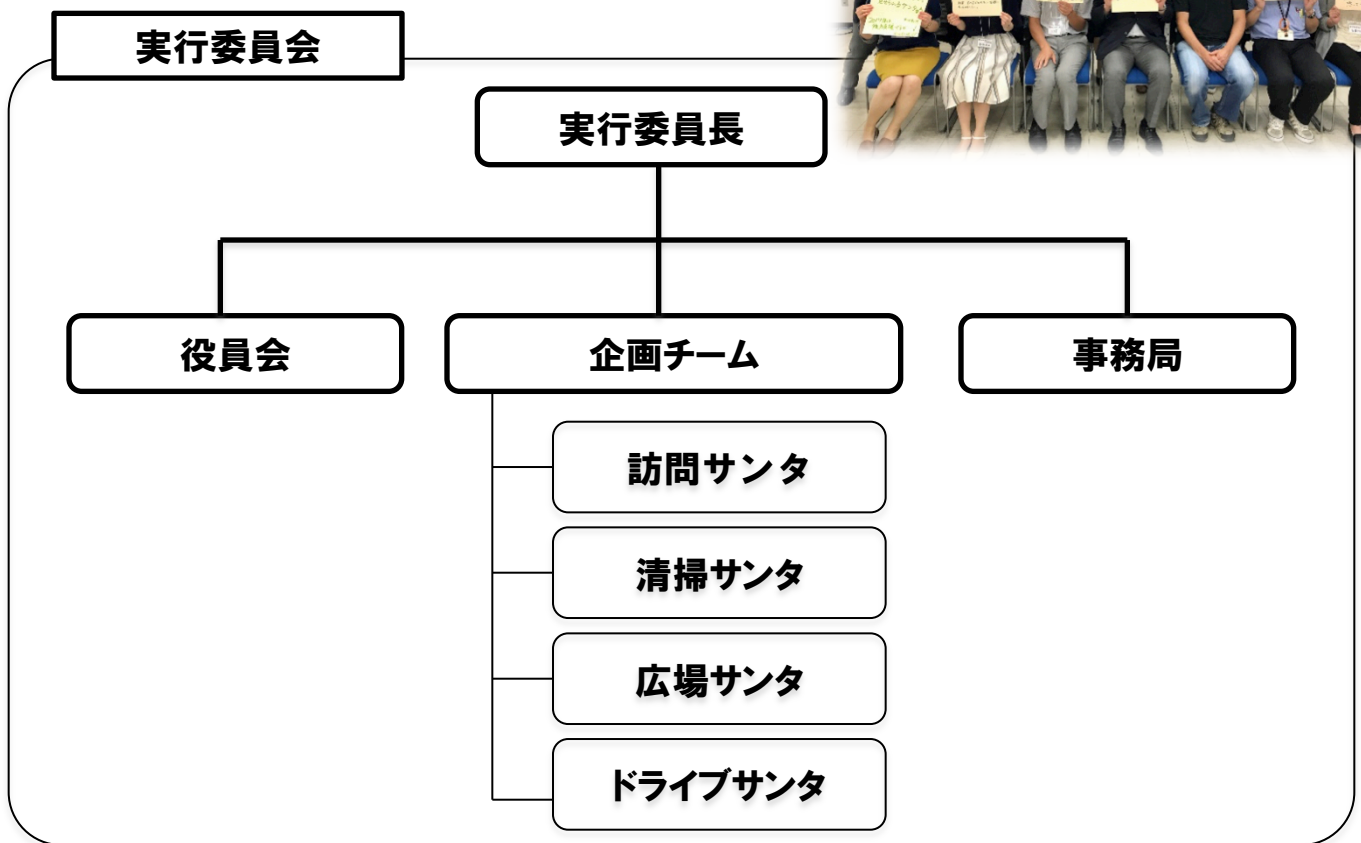 実行委員会
実行委員長
役員会
企画チーム
事務局
訪問サンタ
清掃サンタ
広場サンタ
ドライブサンタ